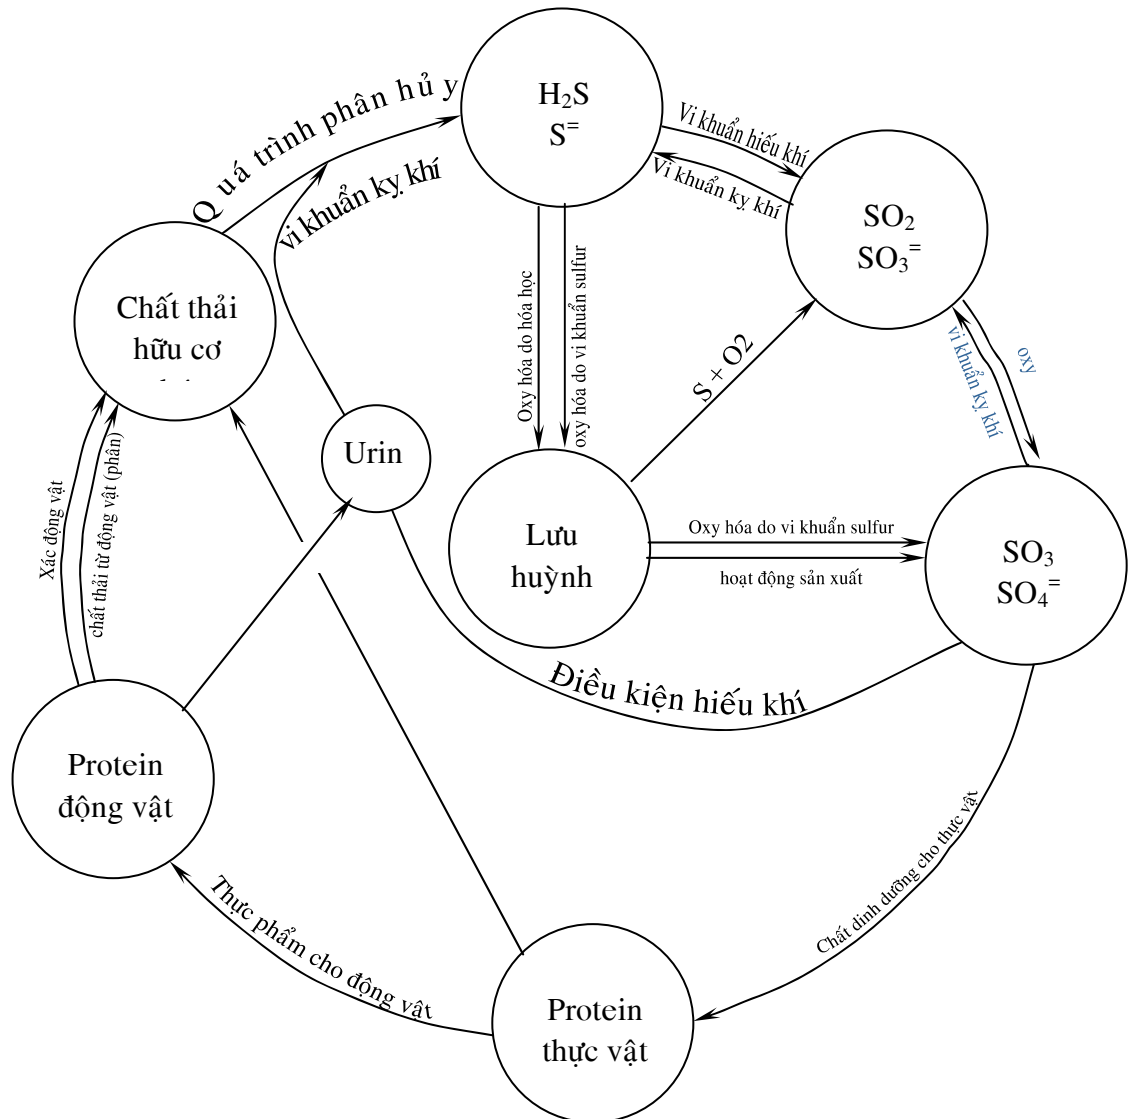 Quá trình phân hủy
vi khuẩn kỵ khí
H₂S
S⁼
Vi khuẩn hiếu khí
Vi khuẩn kỵ khí
SO₂
SO₃⁼
Chất thải
hữu cơ
Oxy hóa do hóa học
oxy hóa do vi khuẩn sulfur
S + O2
vi khuẩn kỵ khí
oxy
Urin
Xác động vật
chất thải từ động vật (phân)
Lưu
huỳnh
Oxy hóa do vi khuẩn sulfur
hoạt động sản xuất
SO₃
SO₄⁼
Điều kiện hiếu khí
Protein
động vật
Thực phẩm cho động vật
Chất dinh dưỡng cho thực vật
Protein
thực vật